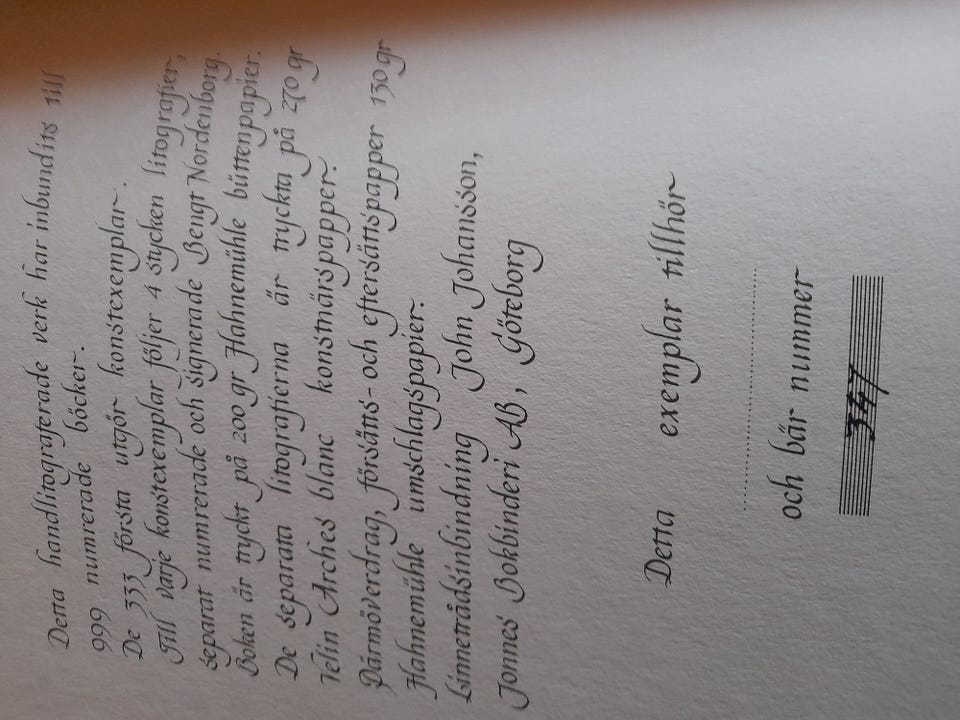 Detta handlitograferade verk har inbundits till
999 numrerade böcker.
De 333 första utgör konstexemplar.
Till varje konstexemplar följer 4 stycken litografier,
separat numrerade och signerade Bengt Nordenborg.
Boken är tryckt på 200 gr Hahnemühle büttenpapier.
De separata litografierna är tryckta på 270 gr
Velin Arches blanc konstnärspapper.
Pärmöverdrag, försätts- och eftersättspapper 130 gr
Hahnemühle umschlagspapier.
Linnetrådsinbindning John Johansson,
Jonnes Bokbinderi AB, Göteborg
Detta exemplar tillhör
och bär nummer
347